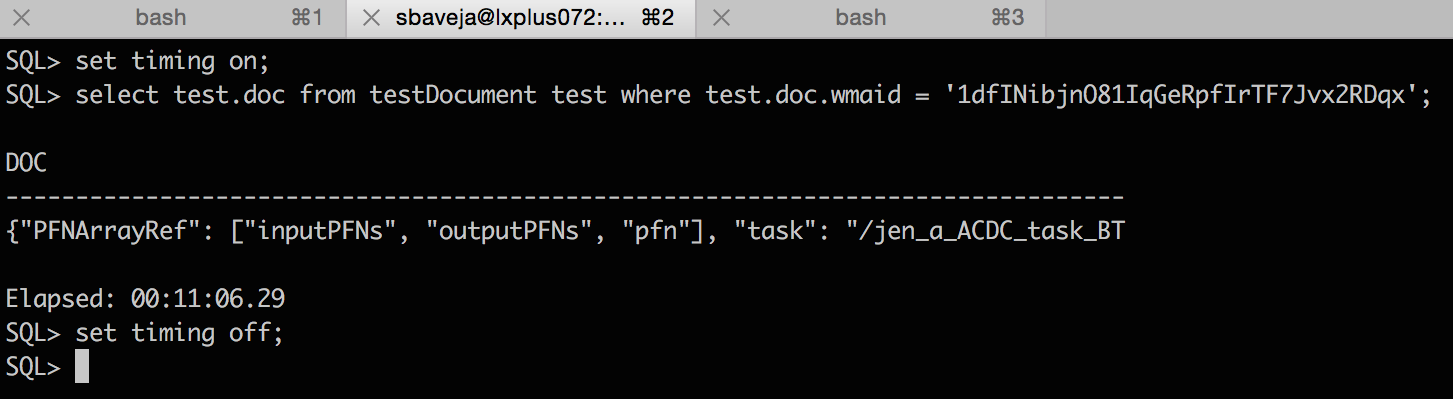 bash ⌘1 sbaveja@lxplus072:... ⌘2 bash ⌘3
SQL> set timing on;
SQL> select test.doc from testDocument test where test.doc.wmaid = '1dfINibjnO81IqGeRpfIrTF7Jvx2RDqx';
DOC
--------------------------------------------------------------------------------
{"PFNArrayRef": ["inputPFNs", "outputPFNs", "pfn"], "task": "/jen_a_ACDC_task_BT
Elapsed: 00:11:06.29
SQL> set timing off;
SQL>